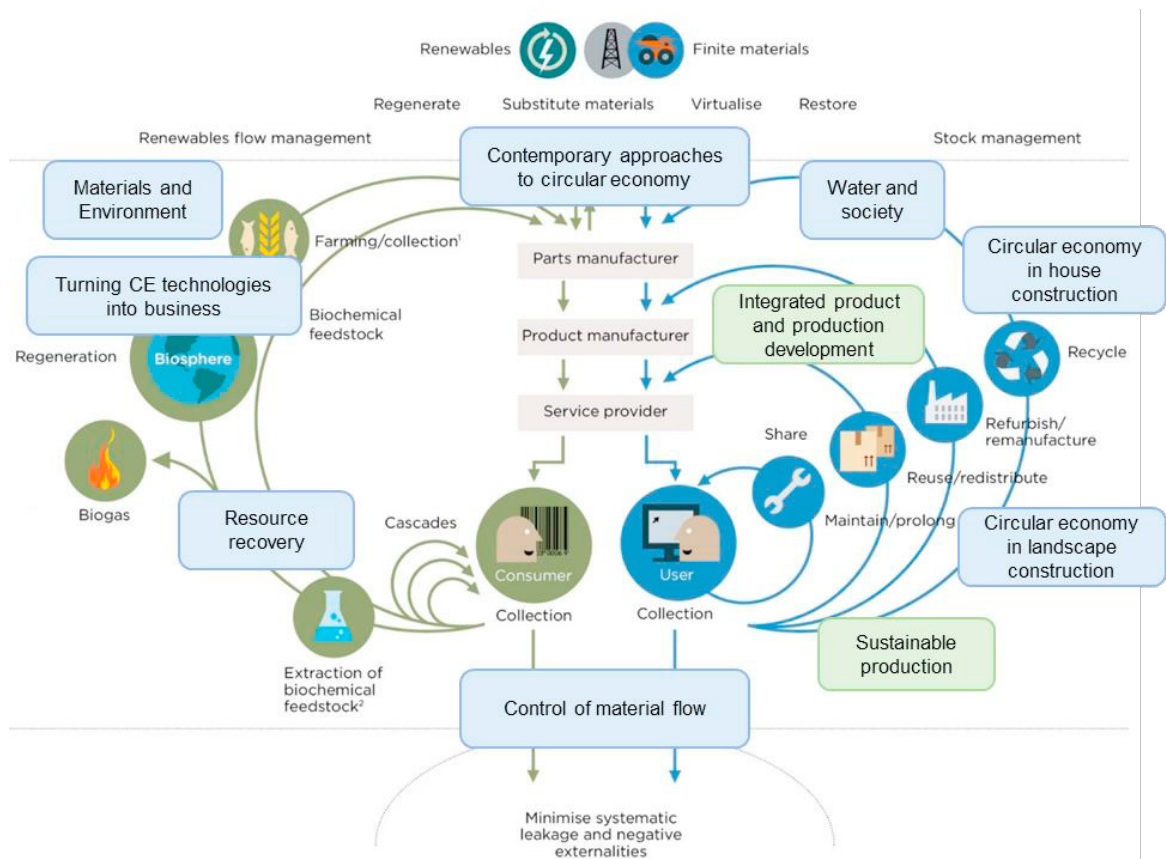 Renewables
Finite materials
Regenerate
Substitute materials
Virtualise
Restore
Renewables flow management
Stock management
Contemporary approaches
to circular economy
Materials and
Environment
Water and
society
Farming/collection1
Parts manufacturer
Circular economy
in house
construction
Turning CE technologies
into business
Biochemical
feedstock
Integrated product
and production
development
Product manufacturer
Regeneration
Biosphere
Recycle
Service provider
Refurbish/
remanufacture
Share
Reuse/redistribute
Biogas
Resource
recovery
Cascades
Maintain/prolong
Circular economy
in landscape
construction
Consumer
User
Collection
Collection
Sustainable
production
Extraction of
biochemical
feedstock2
Control of material flow
Minimise systematic
leakage and negative
externalities